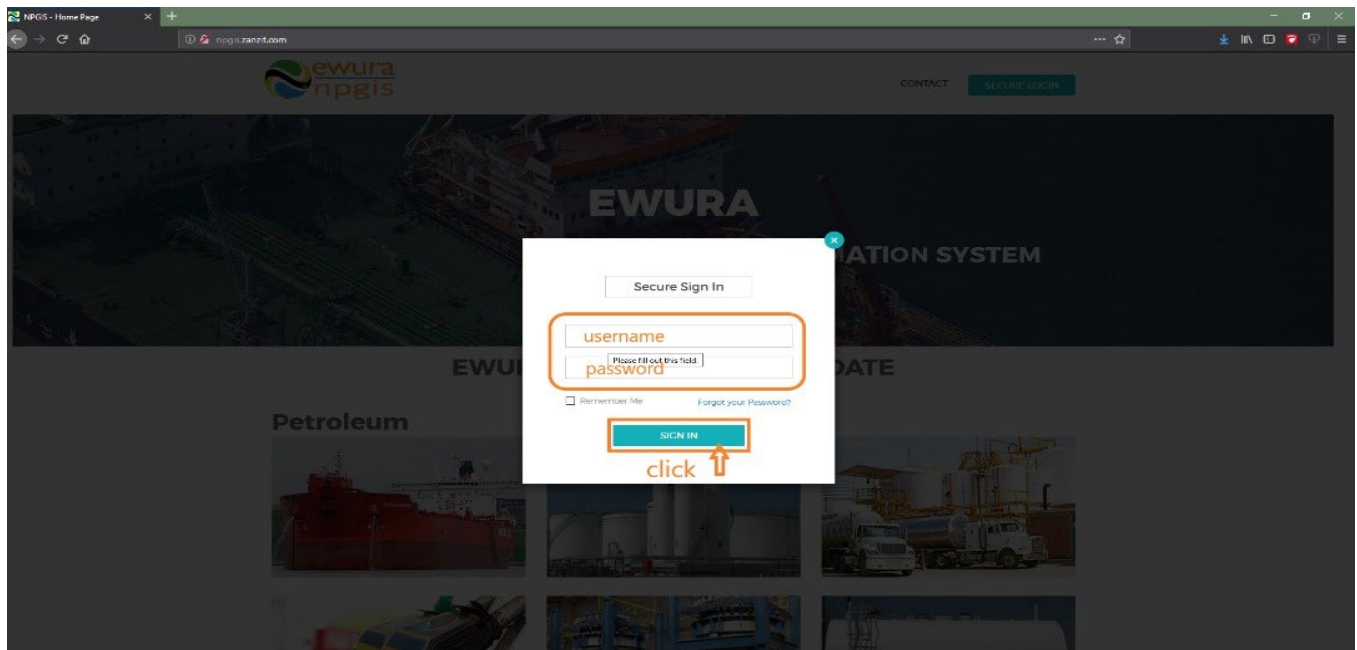 NPGIS - Home Page
npgis.zanzit.com
ewura
npgis
CONTACT
SECURE LOGIN
EWURA
ATION SYSTEM
Secure Sign In
username
Please fill out this field.
password
Remember Me
Forgot your Password?
SIGN IN
click
EWU
DATE
Petroleum